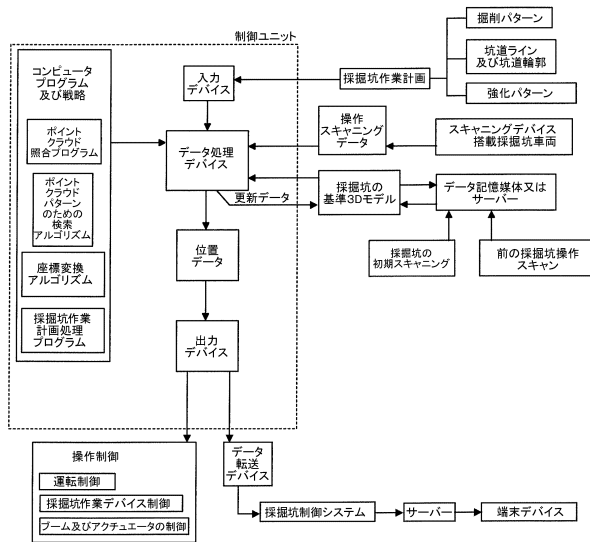 制御ユニット
コンピュータ
プログラム
及び戦略
ポイント
クラウド
照合プログラム
ポイント
クラウド
パターン
のための
検索
アルゴリズム
座標変換
アルゴリズム
採掘坑作業
計画処理
プログラム
入力
デバイス
データ処理
デバイス
更新データ
位置
データ
出力
デバイス
採掘坑作業計画
掘削パターン
坑道ライン
及び坑道輪郭
強化パターン
操作
スキャニング
データ
スキャニングデバイス
搭載採掘坑車両
採掘坑の
基準3Dモデル
データ記憶媒体又は
サーバー
採掘坑の
初期スキャニング
前の採掘坑操作
スキャン
操作制御
運転制御
採掘坑作業デバイス制御
ブーム及びアクチュエータの制御
データ
転送
デバイス
採掘坑制御システム
サーバー
端末デバイス